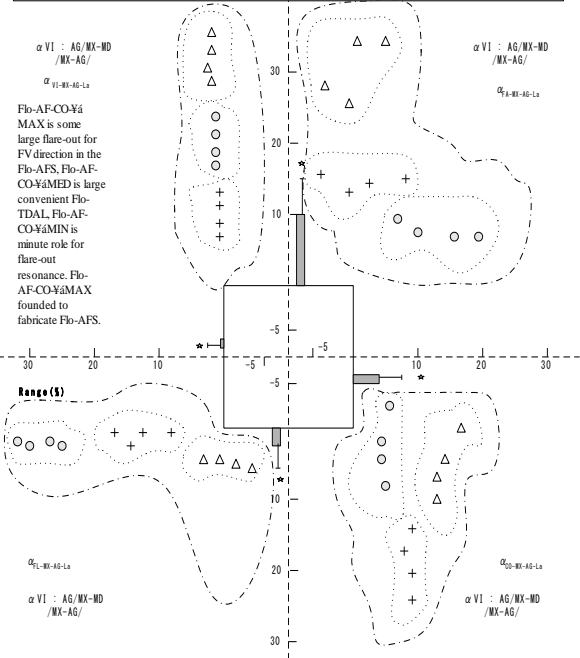 α VI : AG/MX-MD
/MX-AG/
α VI-MX-AG-La
α VI : AG/MX-MD
/MX-AG/
α FA-MX-AG-La
Flo-AF-CO-¥á
MAX is some
large flare-out for
FV direction in the
Flo-AFS, Flo-AF-
CO-¥áMED is large
convenient Flo-
TDAL, Flo-AF-
CO-¥áMIN is
minute role for
flare-out
resonance. Flo-
AF-CO-¥áMAX
founded to
fabricate Flo-AFS.
30
20
10
-5
-5
30 20 10 -5 10 20 30
-5
Range(%)
10
20
30
α FL-MX-AG-La
α VI : AG/MX-MD
/MX-AG/
α CO-MX-AG-La
α VI : AG/MX-MD
/MX-AG/